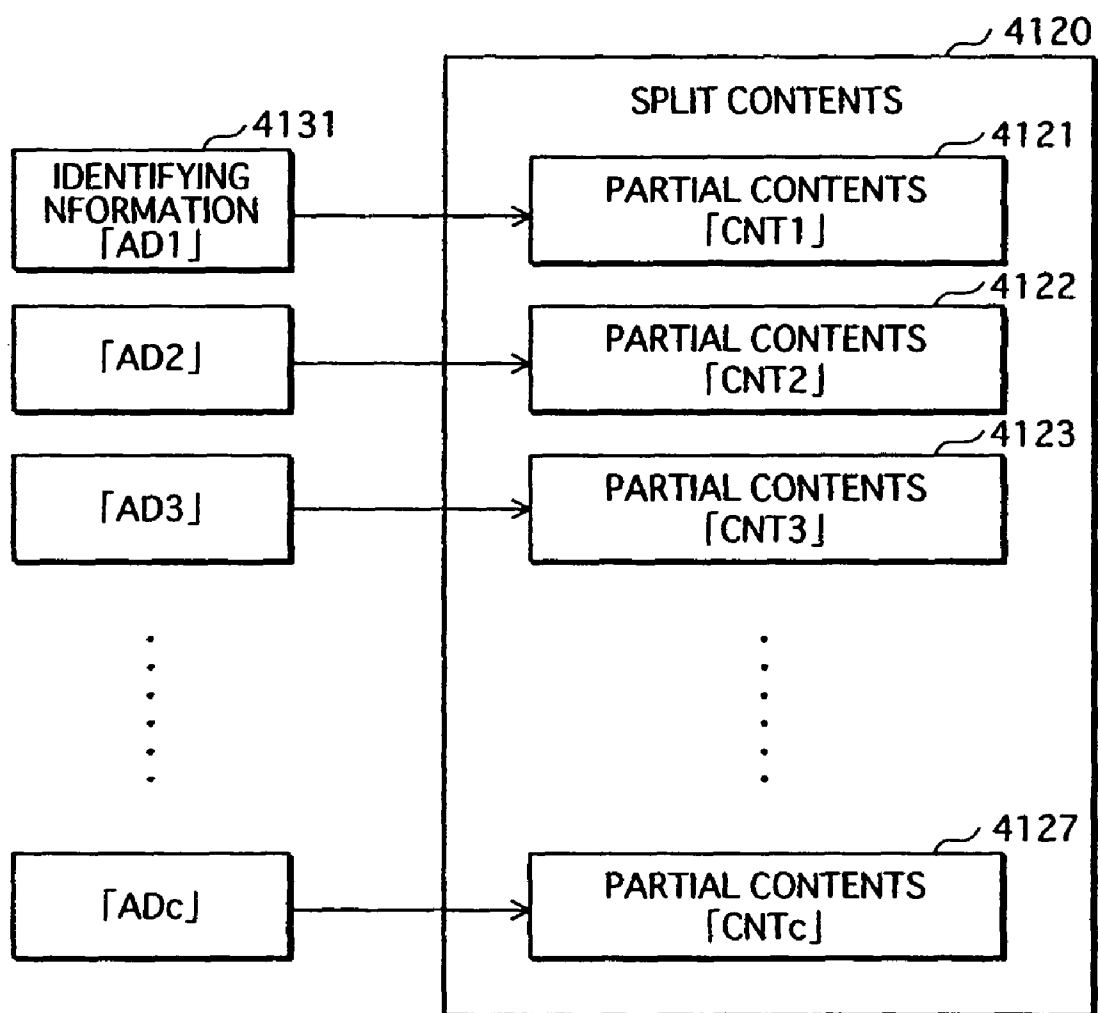 4120
SPLIT CONTENTS
4131
4121
IDENTIFYING
NFORMATION
「AD1」
PARTIAL CONTENTS
「CNT1」
4122
「AD2」
PARTIAL CONTENTS
「CNT2」
4123
「AD3」
PARTIAL CONTENTS
「CNT3」
4127
「ADc」
PARTIAL CONTENTS
「CNTc」